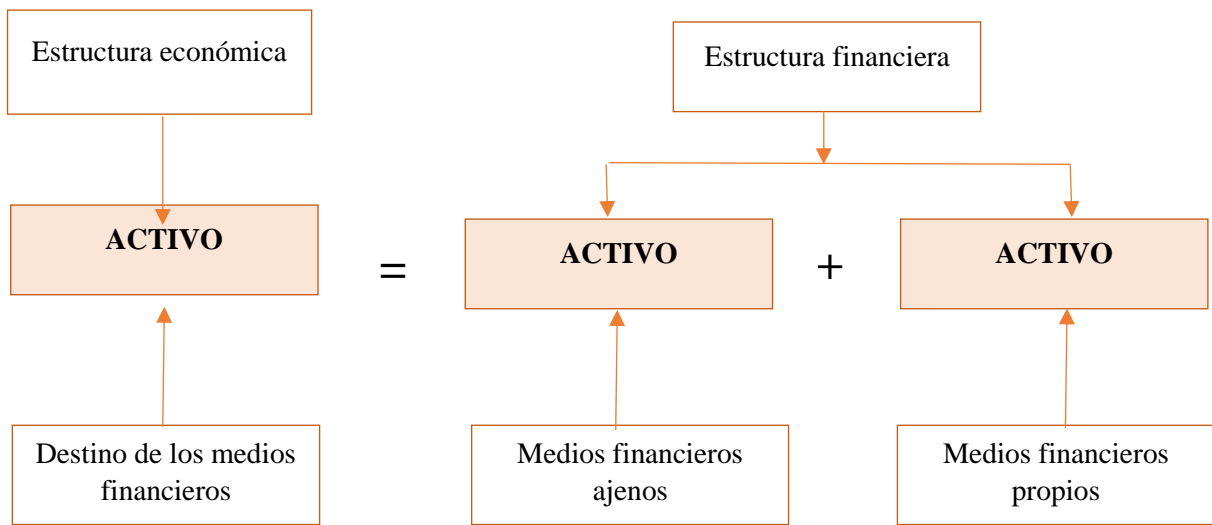 Estructura económica
Estructura financiera
ACTIVO
=
ACTIVO
+
ACTIVO
Destino de los medios
financieros
Medios financieros
ajenos
Medios financieros
propios